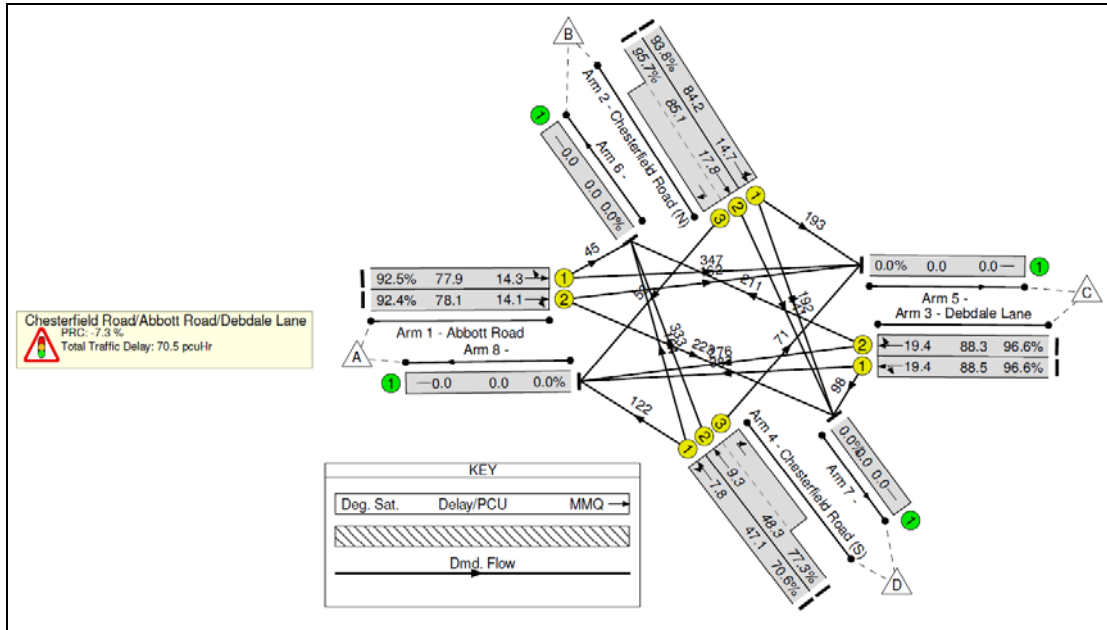 B
Arm 2 - Chesterfield Road (N)
93.8% 84.2 14.7
95.7% 85.1 17.8
1
Arm 6 -
0.0 0.0 0.0%
3
2
1
193
45
347
211
92.5% 77.9 14.3
1
92.4% 78.1 14.1
2
0.0% 0.0 0.0
1
Arm 5 -
C
Arm 3 - Debdale Lane
Chesterfield Road/Abbott Road/Debdale Lane
PRC: -7.3 %
Total Traffic Delay: 70.5 pcuHr
Arm 1 - Abbott Road
A
Arm 8 -
2
19.4 88.3 96.6%
1
19.4 88.5 96.6%
1
0.0 0.0 0.0%
333
71
98
122
3
2
1
Arm 4 - Chesterfield Road (S)
9.3 48.3 77.3%
7.8 47.1 70.6%
0.0% 0.0 0.0
Arm 7 -
1
D
KEY
Deg. Sat. Delay/PCU MMQ
Dmd. Flow